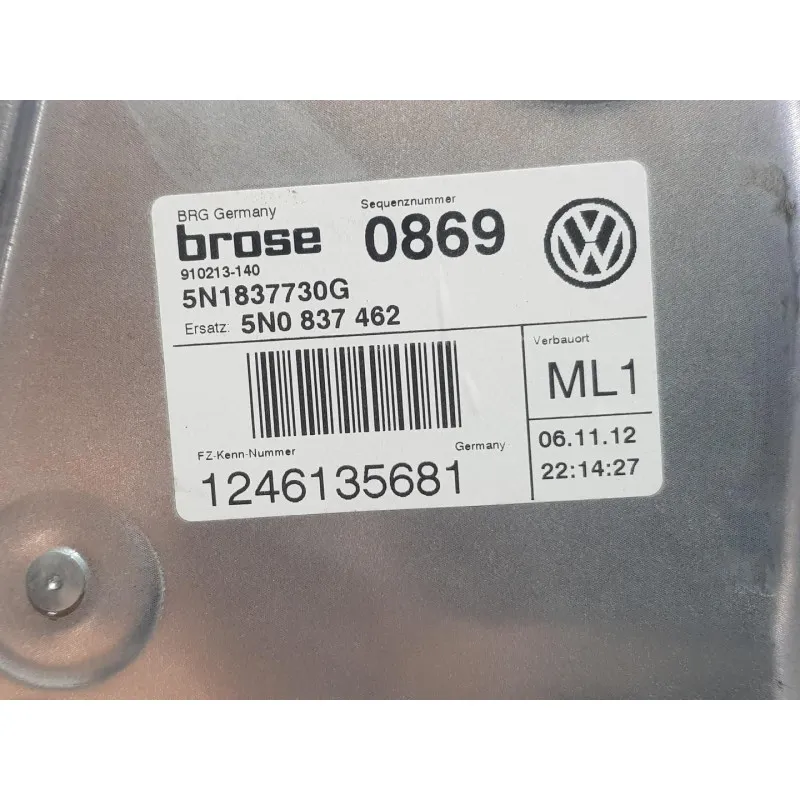 BRG Germany
Sequenznummer
brose
0869
910213-140
5N1837730G
Ersatz: 5N0 837 462
Verbauort
ML1
FZ-Kenn-Nummer
Germany
1246135681
06.11.12
22:14:27